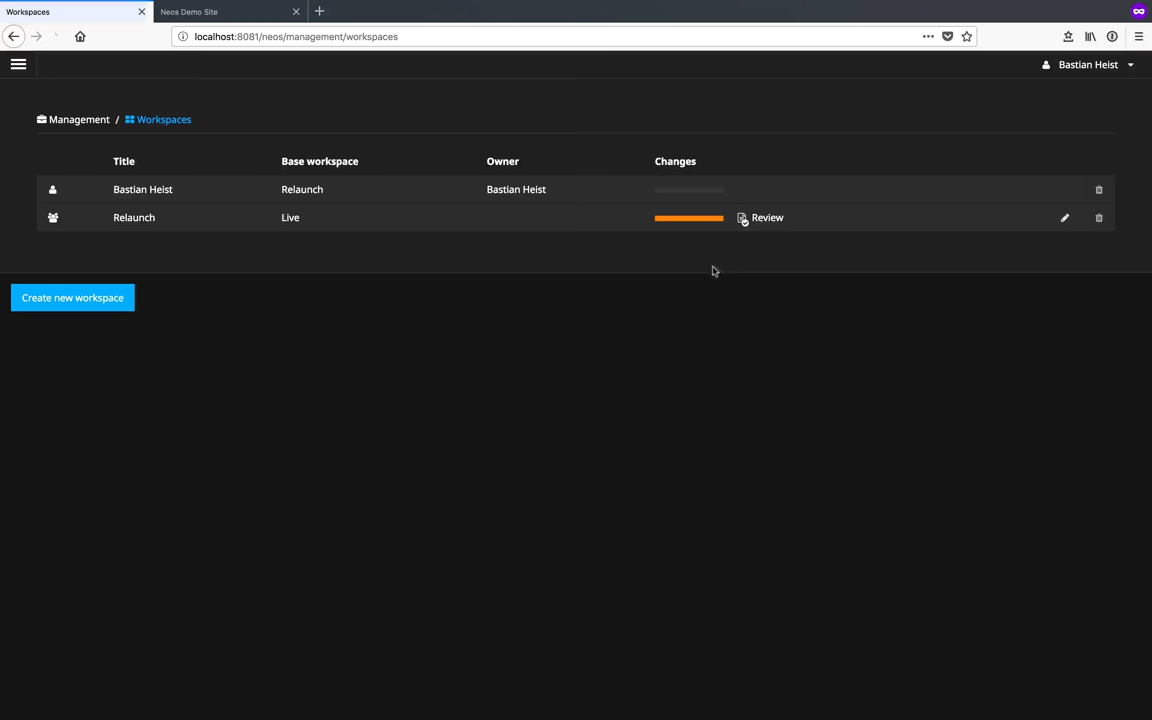 Workspaces
Neos Demo Site
localhost:8081/neos/management/workspaces
Bastian Heist
Management / Workspaces
Title Base workspace Owner Changes
Bastian Heist Relaunch Bastian Heist
Relaunch Live Review
Create new workspace